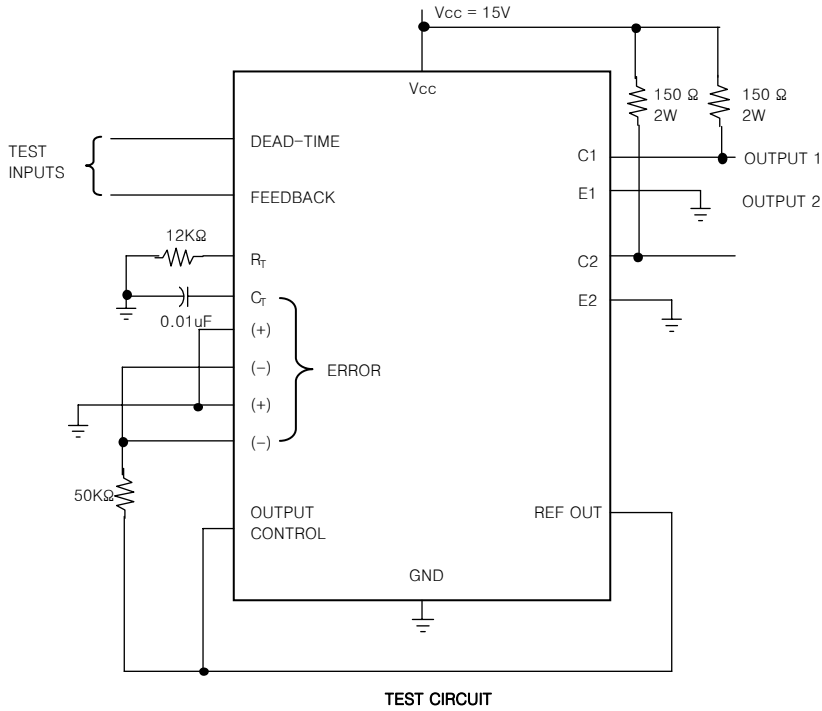 Vcc = 15V
Vcc
150 Ω
2W
150 Ω
2W
TEST
INPUTS
DEAD-TIME
FEEDBACK
C1
OUTPUT 1
E1
OUTPUT 2
12KΩ
RT
C2
CT
0.01uF
E2
(+)
(-)
ERROR
(+)
(-)
50KΩ
OUTPUT
CONTROL
REF OUT
GND
TEST CIRCUIT